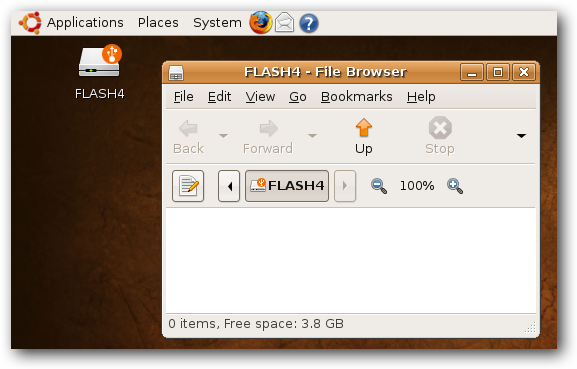 Applications Places System
FLASH4
FLASH4 - File Browser
File Edit View Go Bookmarks Help
Back Forward Up Stop
FLASH4 100%
0 items, Free space: 3.8 GB